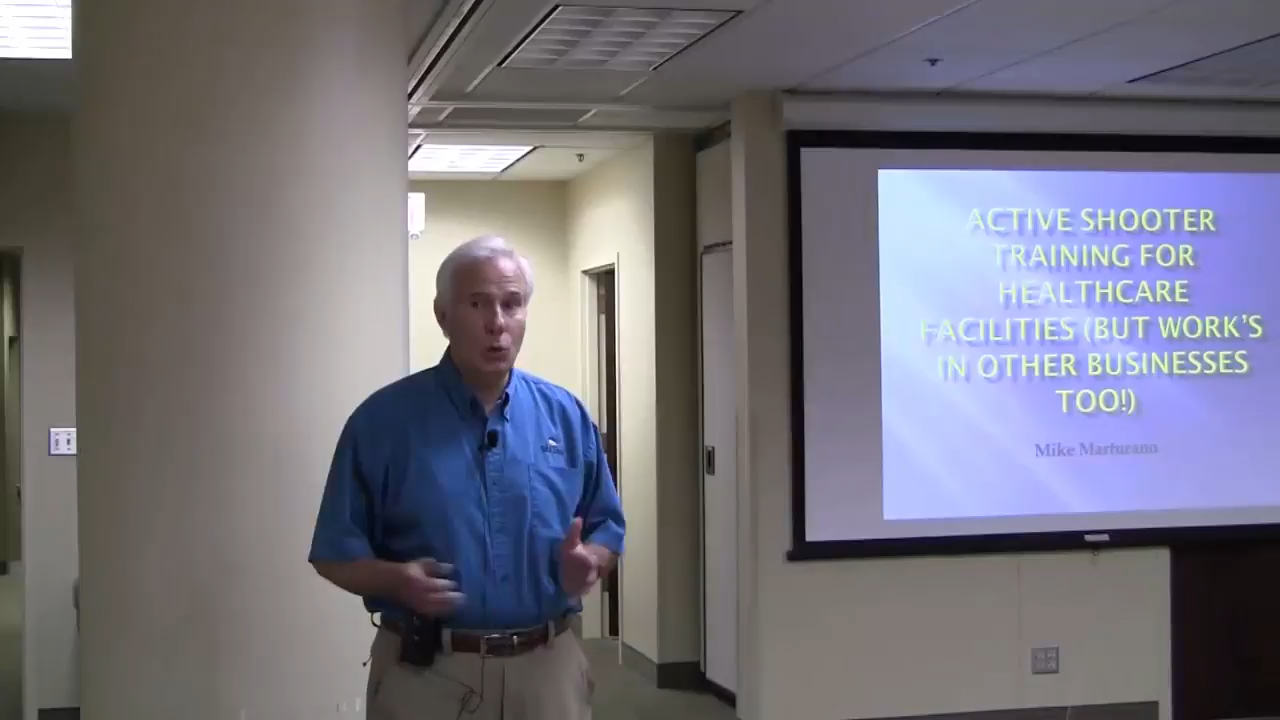 ACTIVE SHOOTER
TRAINING FOR
HEALTHCARE
FACILITIES (BUT WORK'S
IN OTHER BUSINESSES
TOO!)
Mike Marturano